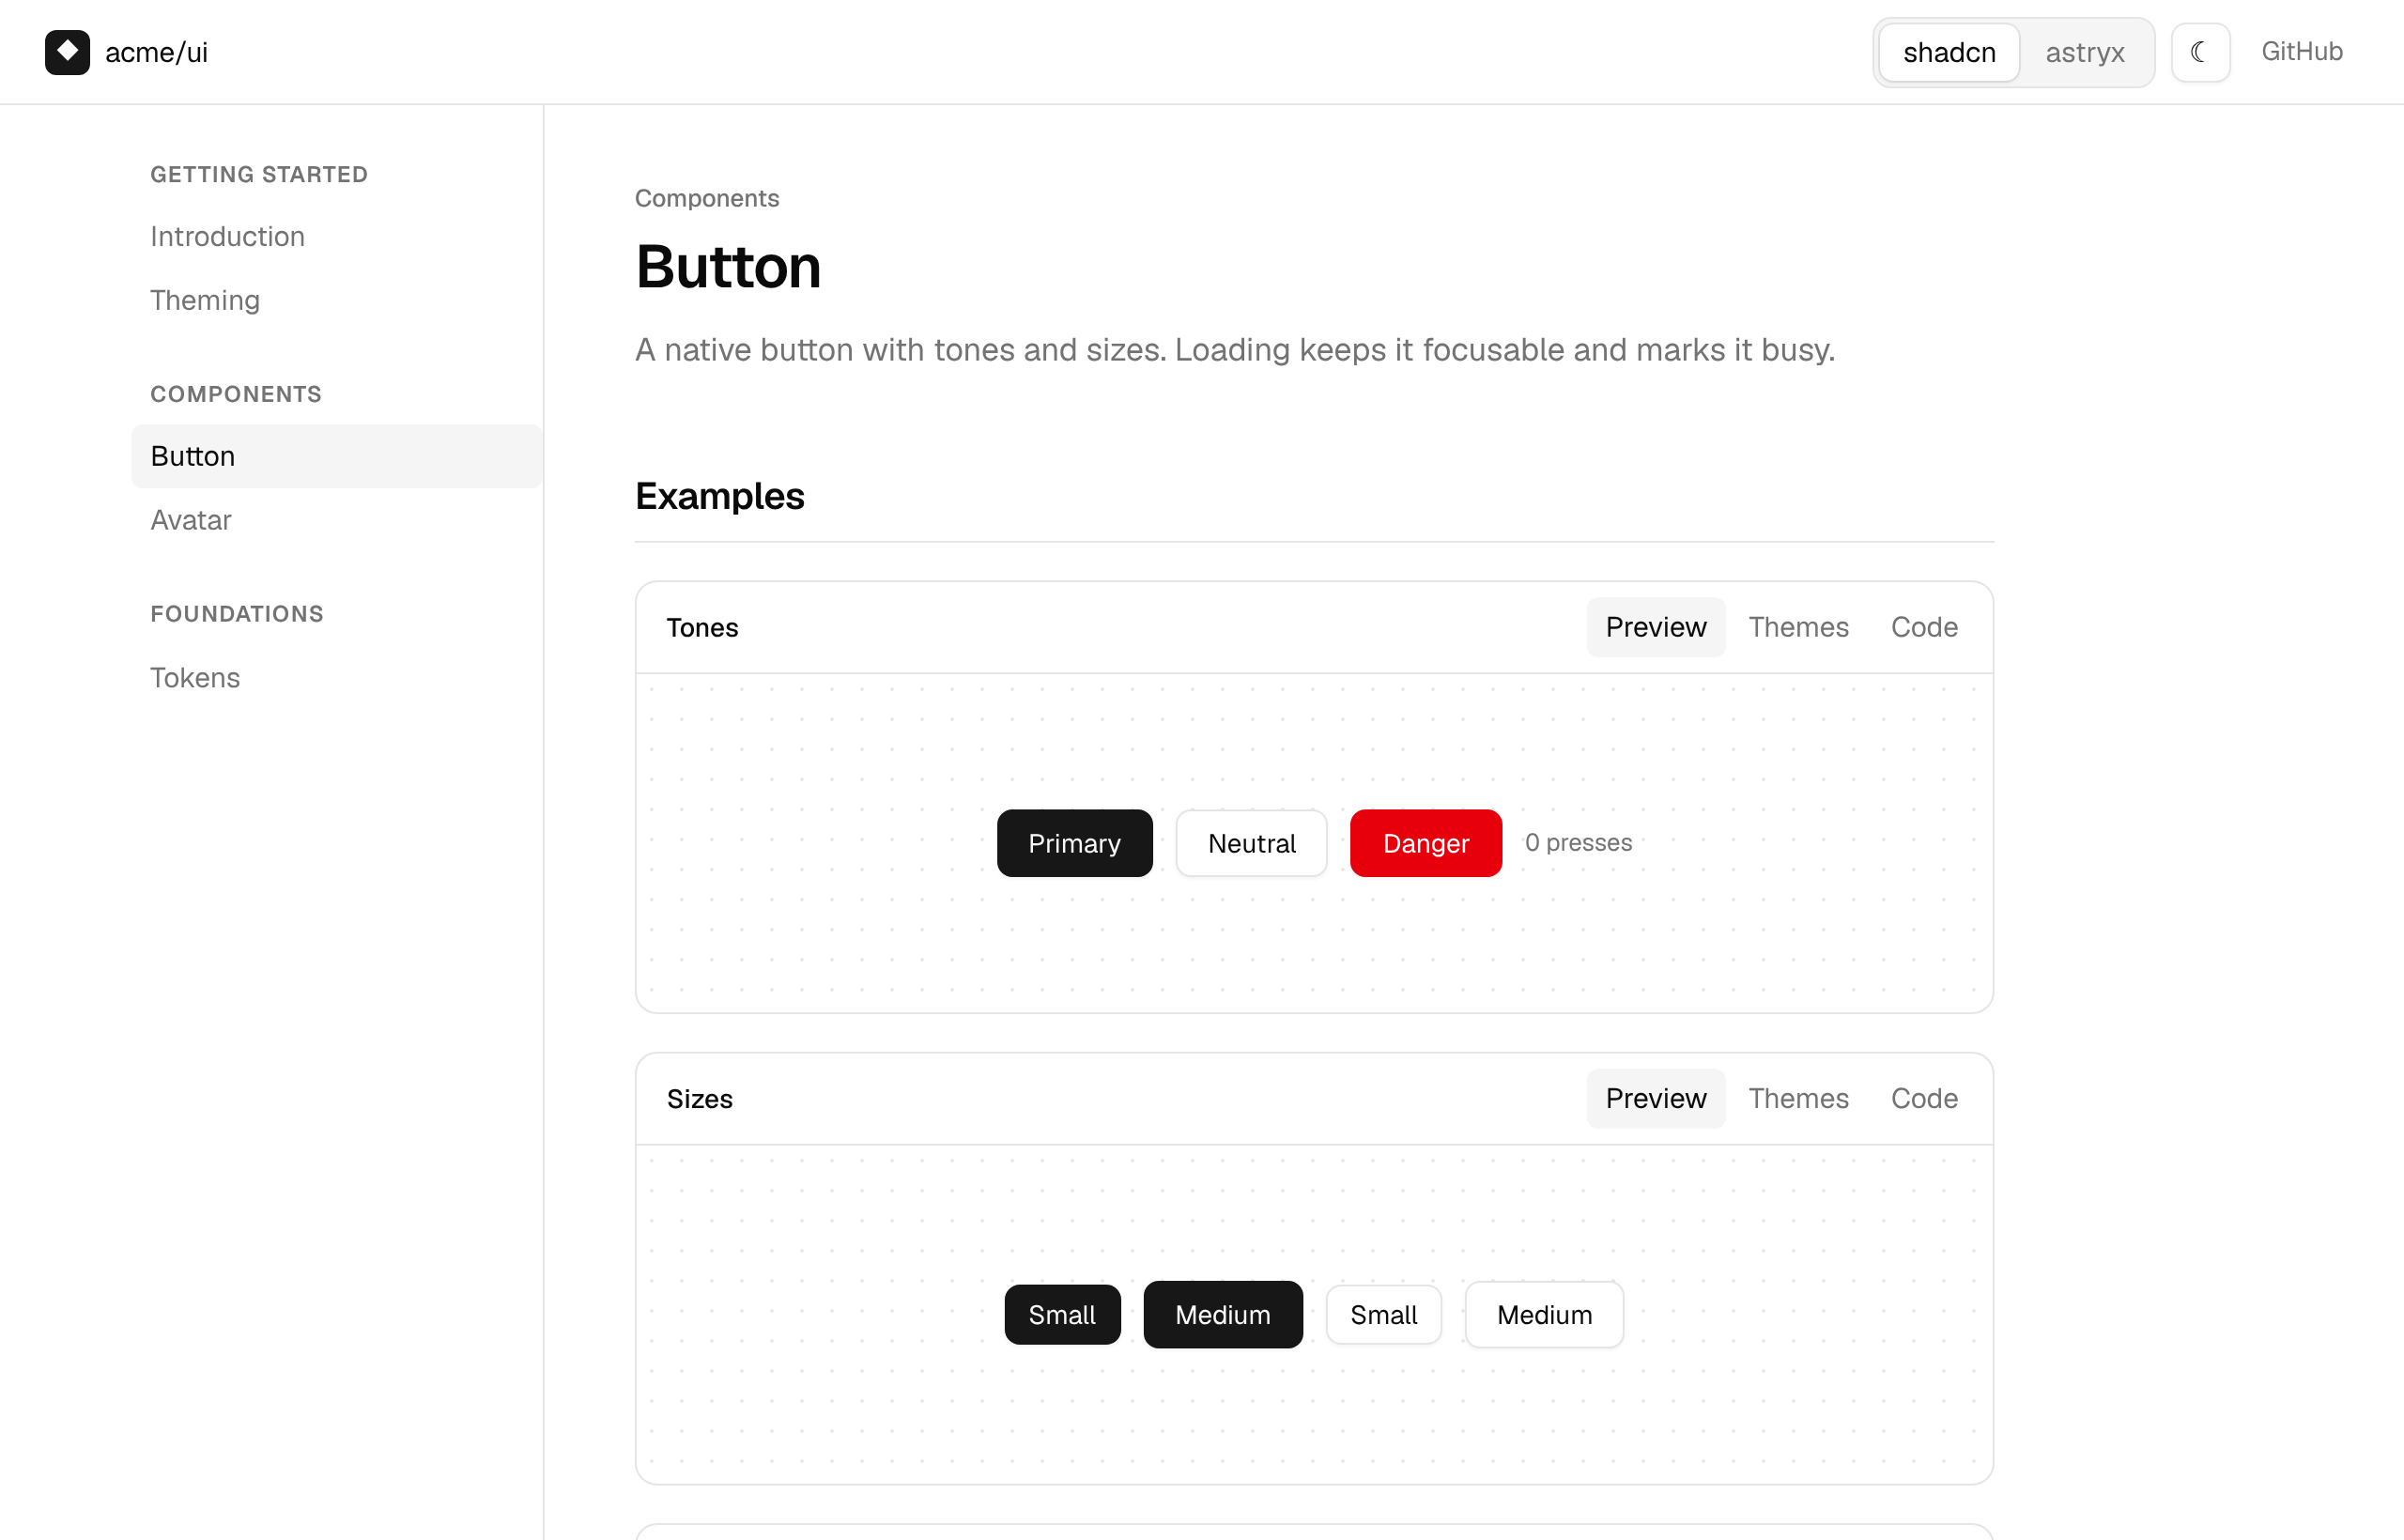 acme/ui
shadcn
astryx
GitHub
GETTING STARTED
Introduction
Theming
COMPONENTS
Button
Avatar
FOUNDATIONS
Tokens
Components
Button
A native button with tones and sizes. Loading keeps it focusable and marks it busy.
Examples
Tones
Preview
Themes
Code
Primary
Neutral
Danger
0 presses
Sizes
Preview
Themes
Code
Small
Medium
Small
Medium